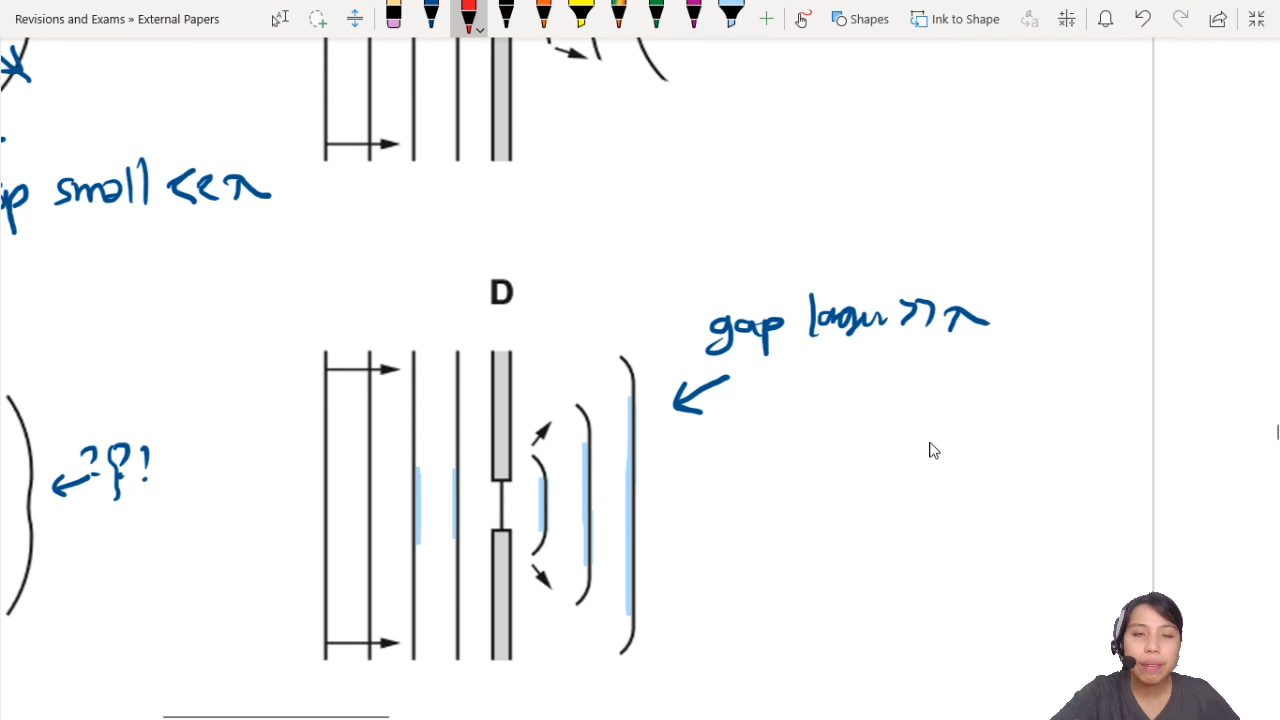 Revisions and Exams » External Papers
Shapes
Ink to Shape
small << λ
D
gap larger >> λ
? ? !